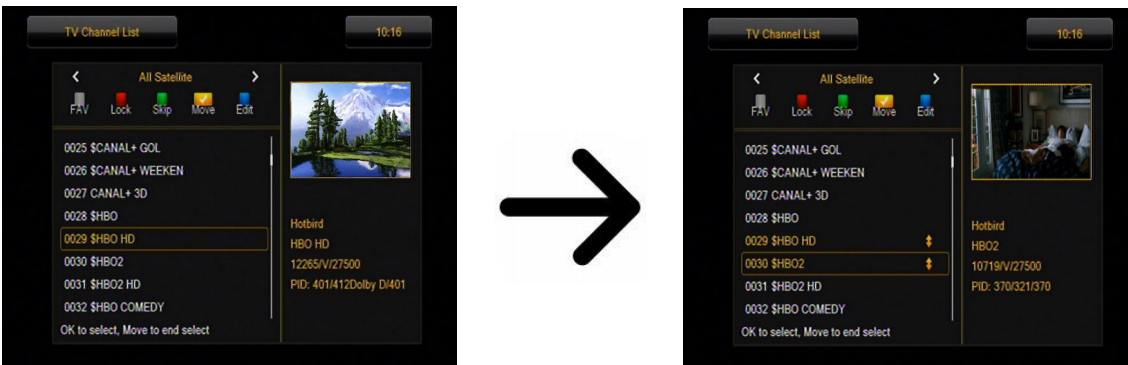 TV Channel List
10:16
All Satellite
FAV Lock Skip Move Edit
0025 $CANAL+ GOL
0026 $CANAL+ WEEKEN
0027 CANAL+ 3D
0028 $HBO
0029 $HBO HD
0030 $HBO2
0031 $HBO2 HD
0032 $HBO COMEDY
OK to select, Move to end select
Hotbird
HBO HD
12265/V/27500
PID: 401/412Dolby D/401
TV Channel List
10:16
All Satellite
FAV Lock Skip Move Edit
0025 $CANAL+ GOL
0026 $CANAL+ WEEKEN
0027 CANAL+ 3D
0028 $HBO
0029 $HBO HD
0030 $HBO2
0031 $HBO2 HD
0032 $HBO COMEDY
OK to select, Move to end select
Hotbird
HBO2
10719/V/27500
PID: 370/321/370